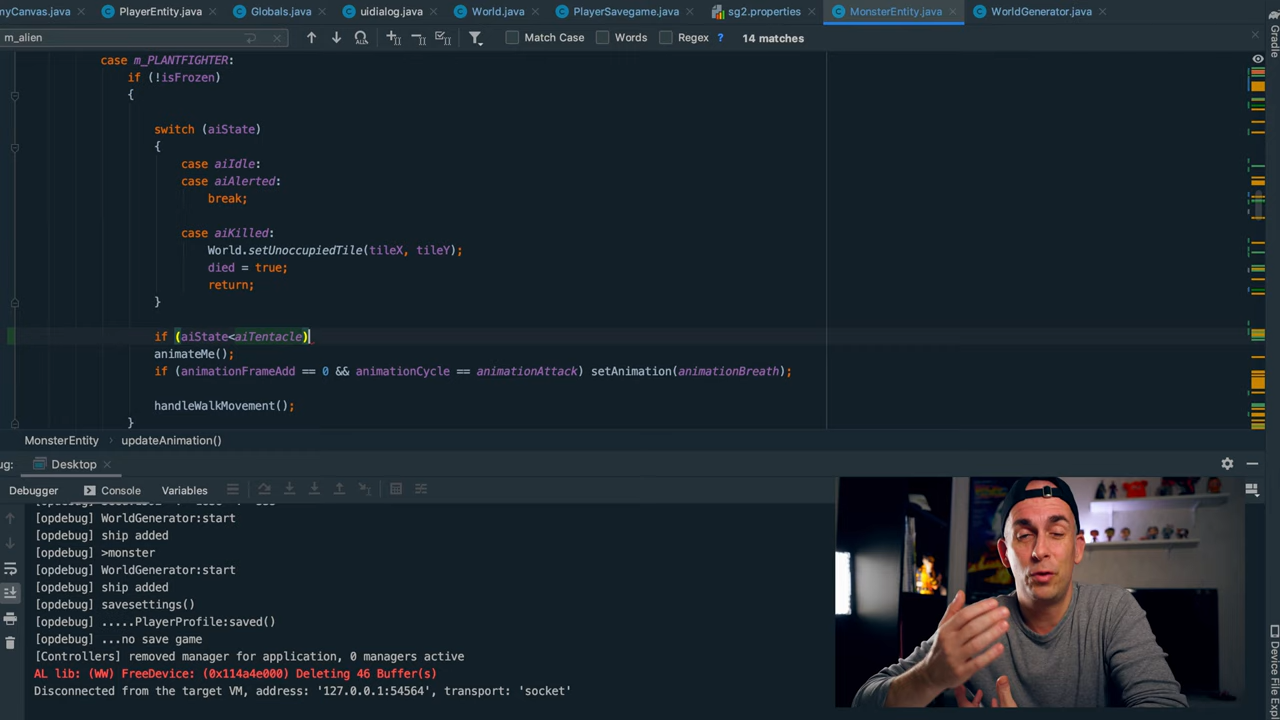 myCanvas.java PlayerEntity.java Globals.java uidialog.java World.java PlayerSavegame.java sg2.properties MonsterEntity.java WorldGenerator.java
m_alien Match Case Words Regex ? 14 matches
Gradle
case m_PLANTFIGHTER:
if (!isFrozen)
{
switch (aiState)
{
case aiIdle:
case aiAlerted:
break;
case aiKilled:
World.setUnoccupiedTile(tileX, tileY);
died = true;
return;
}
if (aiState<aiTentacle)
animateMe();
if (animationFrameAdd == 0 && animationCycle == animationAttack) setAnimation(animationBreath);
handleWalkMovement();
}
MonsterEntity updateAnimation()
ug: Desktop
Debugger Console Variables
[opdebug] WorldGenerator:start
[opdebug] ship added
[opdebug] >monster
[opdebug] WorldGenerator:start
[opdebug] ship added
[opdebug] savesettings()
[opdebug] .....PlayerProfile:saved()
[opdebug] ...no save game
[Controllers] removed manager for application, 0 managers active
AL lib: (WW) FreeDevice: (0x114a4e000) Deleting 46 Buffer(s)
Disconnected from the target VM, address: '127.0.0.1:54564', transport: 'socket'
Device File Exp